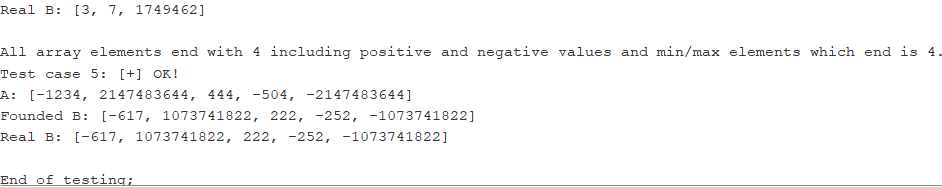 Real B: [3, 7, 1749462]
All array elements end with 4 including positive and negative values and min/max elements which end is 4.
Test case 5: [+] OK!
A: [-1234, 2147483644, 444, -504, -2147483644]
Founded B: [-617, 1073741822, 222, -252, -1073741822]
Real B: [-617, 1073741822, 222, -252, -1073741822]
End of testing;